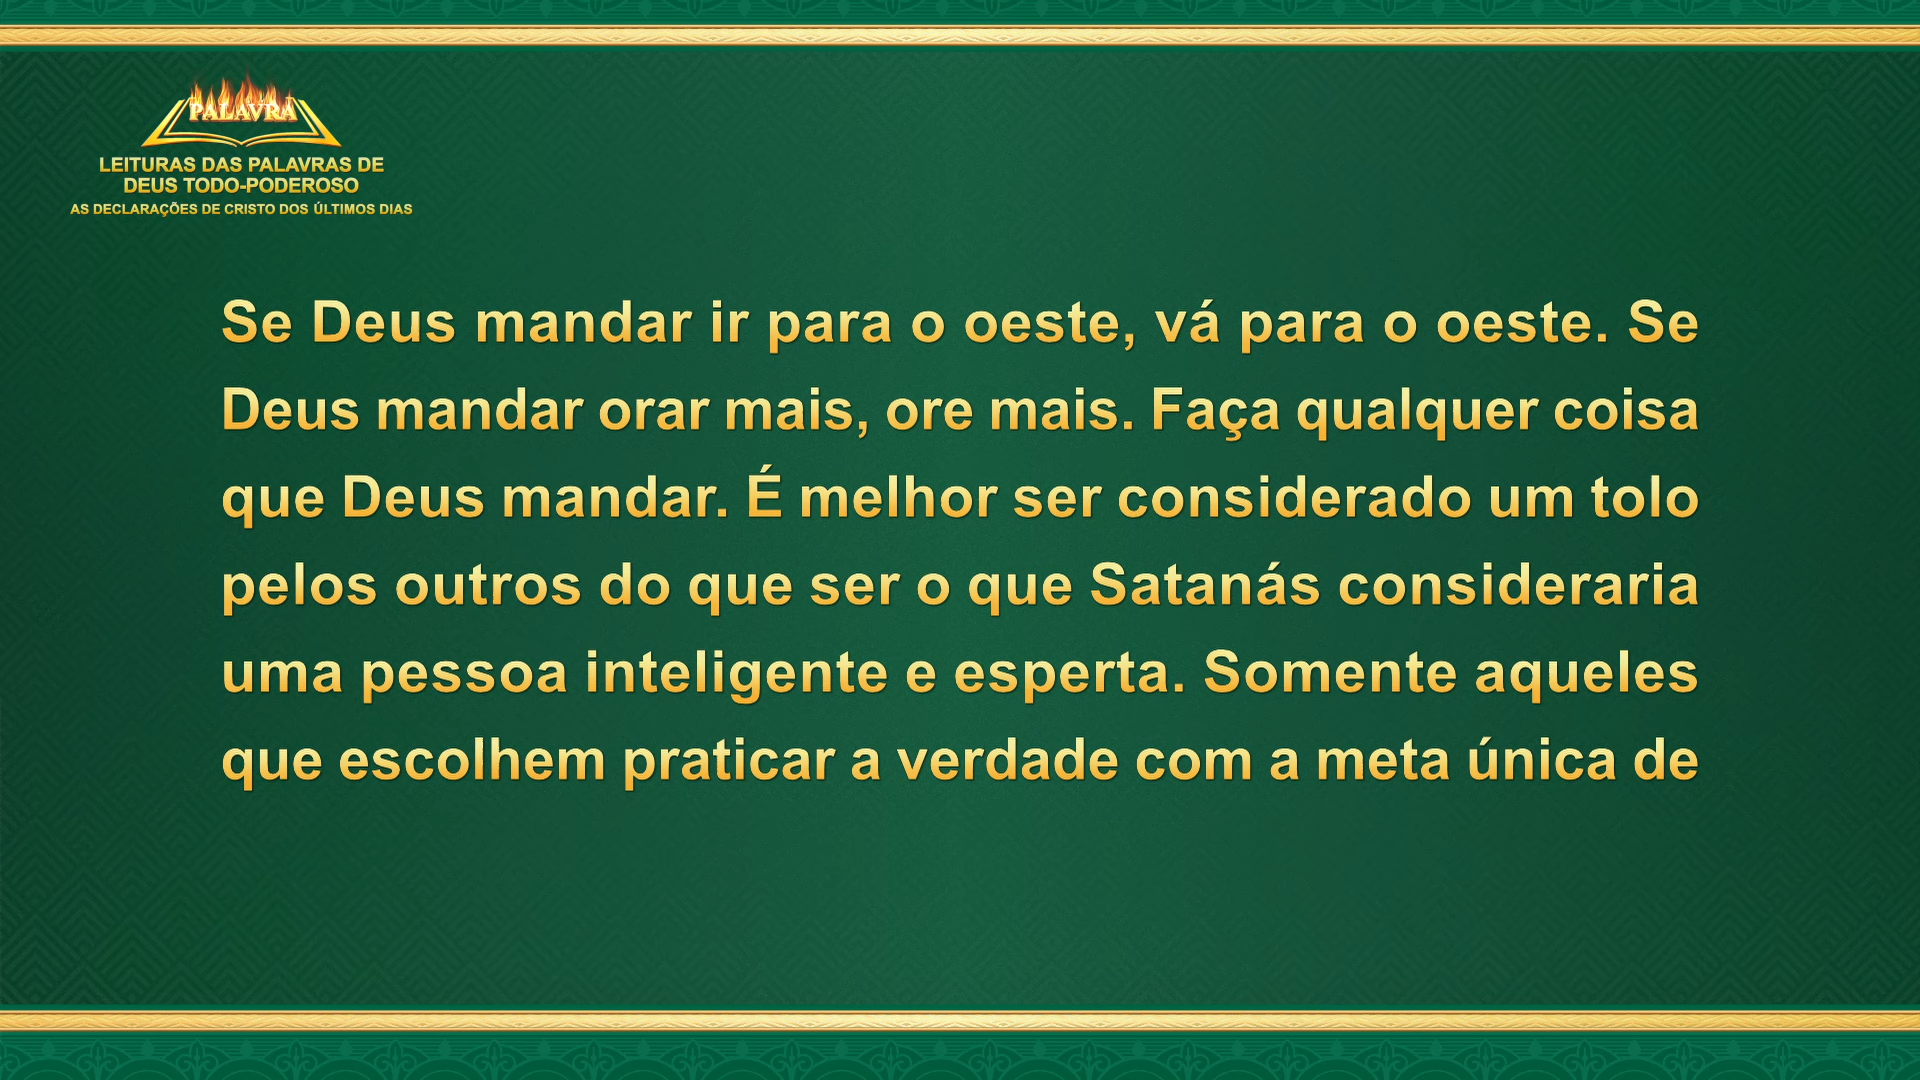 PALAVRA
LEITURAS DAS PALAVRAS DE
DEUS TODO-PODEROSO
AS DECLARAÇÕES DE CRISTO DOS ÚLTIMOS DIAS
Se Deus mandar ir para o oeste, vá para o oeste. Se
Deus mandar orar mais, ore mais. Faça qualquer coisa
que Deus mandar. É melhor ser considerado um tolo
pelos outros do que ser o que Satanás consideraria
uma pessoa inteligente e esperta. Somente aqueles
que escolhem praticar a verdade com a meta única de